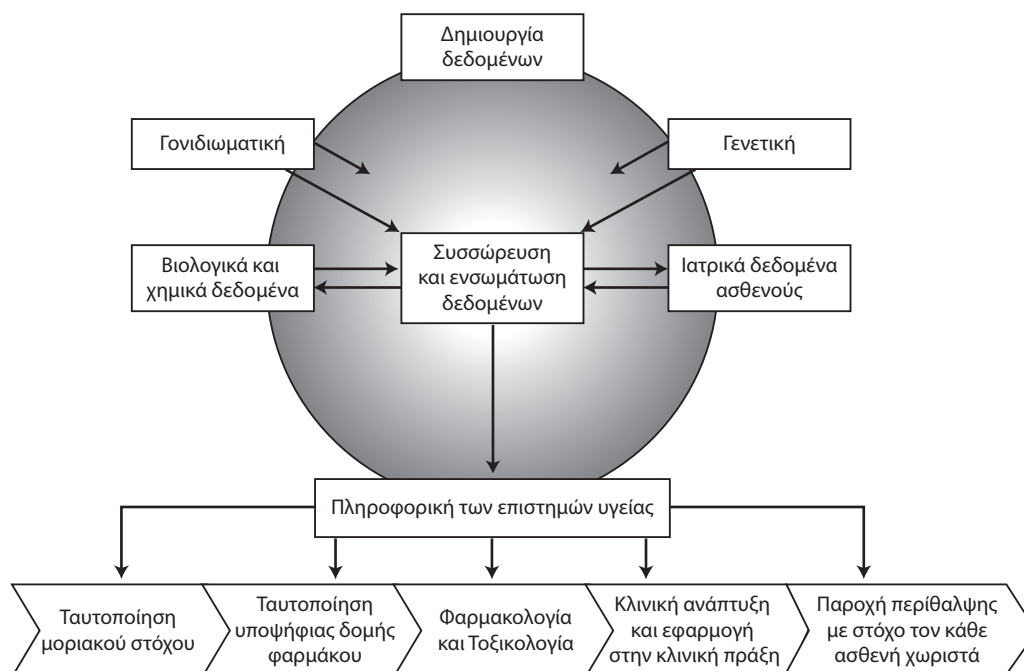 Δημιουργία
δεδομένων
Γονιδιωματική
Γενετική
Βιολογικά και
χημικά δεδομένα
Συσσώρευση
και ενσωμάτωση
δεδομένων
Ιατρικά δεδομένα
ασθενούς
Πληροφορική των επιστημών υγείας
Ταυτοποίηση
μοριακού στόχου
Ταυτοποίηση
υποψήφιας δομής
φαρμάκου
Φαρμακολογία
και Τοξικολογία
Κλινική ανάπτυξη
και εφαρμογή
στην κλινική πράξη
Παροχή περίθαλψης
με στόχο τον κάθε
ασθενή χωριστά